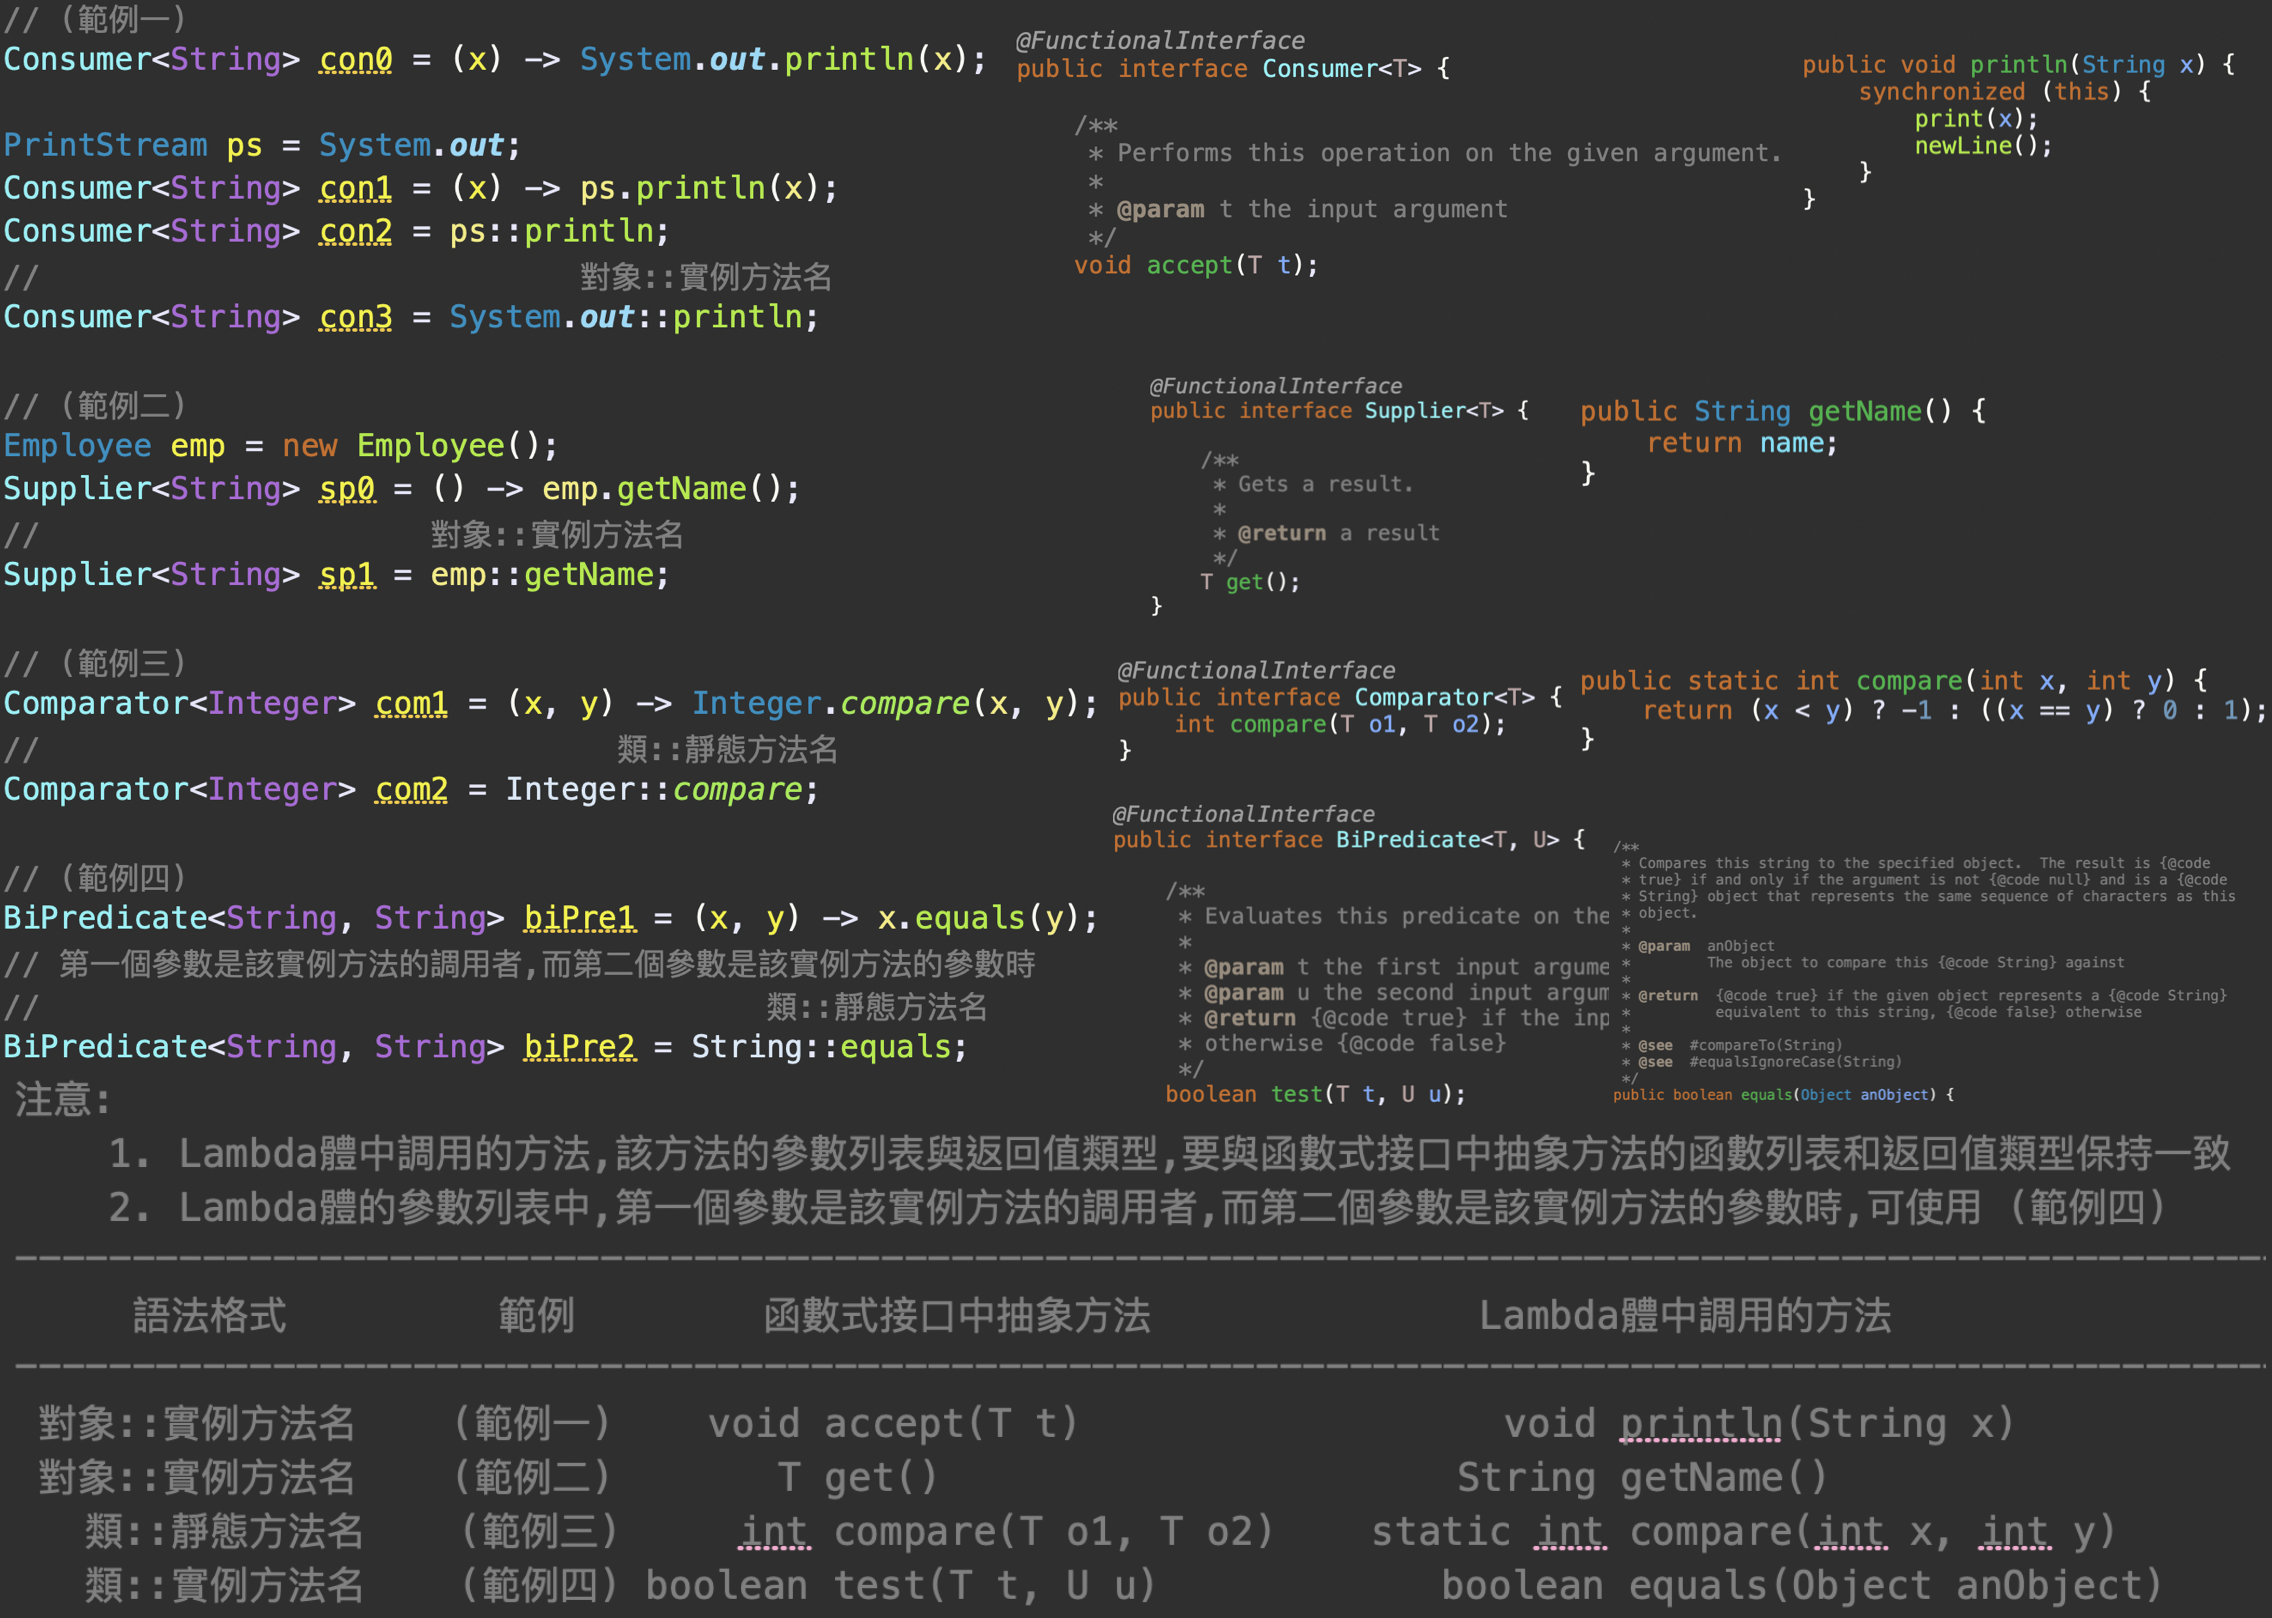 // (範例一)
Consumer<String> con0 = (x) -> System.out.println(x);
PrintStream ps = System.out;
Consumer<String> con1 = (x) -> ps.println(x);
Consumer<String> con2 = ps::println;
// 對象::實例方法名
Consumer<String> con3 = System.out::println;
@FunctionalInterface
public interface Consumer<T> {
/**
* Performs this operation on the given argument.
*
* @param t the input argument
*/
void accept(T t);
public void println(String x) {
synchronized (this) {
print(x);
newLine();
}
}
// (範例二)
Employee emp = new Employee();
Supplier<String> sp0 = () -> emp.getName();
// 對象::實例方法名
Supplier<String> sp1 = emp::getName;
@FunctionalInterface
public interface Supplier<T> {
/**
* Gets a result.
*
* @return a result
*/
T get();
}
public String getName() {
return name;
}
// (範例三)
Comparator<Integer> com1 = (x, y) -> Integer.compare(x, y);
// 類::靜態方法名
Comparator<Integer> com2 = Integer::compare;
@FunctionalInterface
public interface Comparator<T> {
int compare(T o1, T o2);
}
public static int compare(int x, int y) {
return (x < y) ? -1 : ((x == y) ? 0 : 1);
}
// (範例四)
BiPredicate<String, String> biPre1 = (x, y) -> x.equals(y);
// 第一個參數是該實例方法的調用者,而第二個參數是該實例方法的參數時
// 類::靜態方法名
BiPredicate<String, String> biPre2 = String::equals;
@FunctionalInterface
public interface BiPredicate<T, U> {
/**
* Evaluates this predicate on the
*
* @param t the first input argume
* @param u the second input argum
* @return {@code true} if the inp
* otherwise {@code false}
*/
boolean test(T t, U u);
/**
* Compares this string to the specified object.  The result is {@code
* true} if and only if the argument is not {@code null} and is a {@code
* String} object that represents the same sequence of characters as this
* object.
*
* @param  anObject
*         The object to compare this {@code String} against
*
* @return  {@code true} if the given object represents a {@code String}
*          equivalent to this string, {@code false} otherwise
*
* @see  #compareTo(String)
* @see  #equalsIgnoreCase(String)
*/
public boolean equals(Object anObject) {
注意:
1. Lambda體中調用的方法,該方法的參數列表與返回值類型,要與函數式接口中抽象方法的函數列表和返回值類型保持一致
2. Lambda體的參數列表中,第一個參數是該實例方法的調用者,而第二個參數是該實例方法的參數時,可使用 (範例四)
語法格式 範例 函數式接口中抽象方法 Lambda體中調用的方法
對象::實例方法名 (範例一) void accept(T t) void println(String x)
對象::實例方法名 (範例二) T get() String getName()
類::靜態方法名 (範例三) int compare(T o1, T o2) static int compare(int x, int y)
類::實例方法名 (範例四) boolean test(T t, U u) boolean equals(Object anObject)